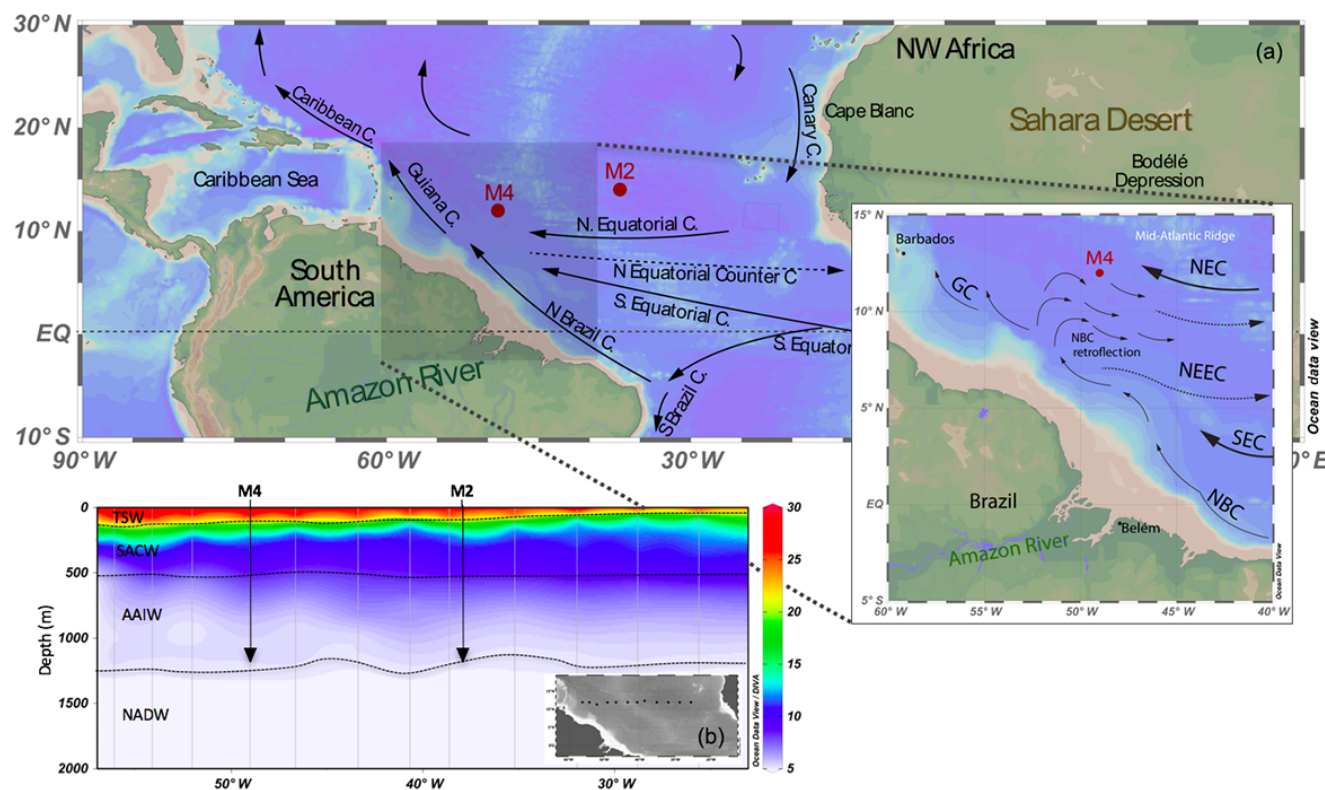 30° N
20° N
10° N
EQ
10° S
90° W
60° W
30° W
0° E
NW Africa
(a)
Sahara Desert
Bodélé
Depression
Cape Blanc
Canary C.
Caribbean C.
Caribbean Sea
Guiana C.
M4
M2
N. Equatorial C.
N Equatorial Counter C
S. Equatorial C.
S. Equator
N Brazil C.
S Brazil C.
South
America
Amazon River
Ocean data view
15° N
10° N
5° N
EQ
5° S
60° W
55° W
50° W
45° W
40° W
Barbados
Mid-Atlantic Ridge
M4
NEC
GC
NBC
retroflection
NEEC
SEC
NBC
Brazil
Belém
Amazon River
Ocean Data View
M4
M2
0
500
1000
1500
2000
Depth (m)
TSW
SACW
AAIW
NADW
50° W
40° W
30° W
(b)
Ocean Data View / DIVA
30
25
20
15
10
5